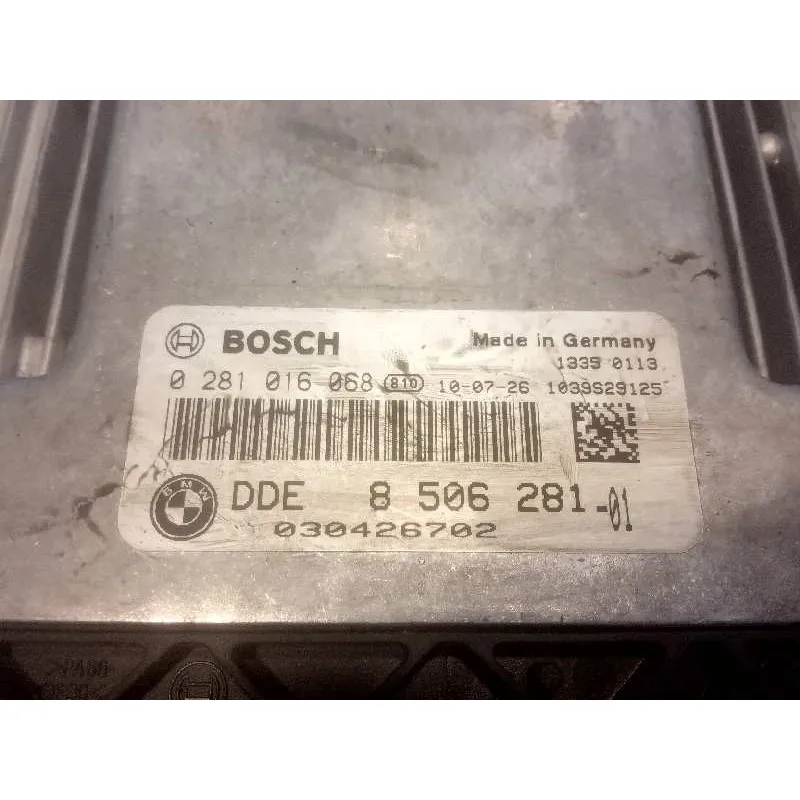 BOSCH Made in Germany
1335 0113
0 281 016 068 810 10-07-26 1039S29125
BMW DDE 8 506 281-01
030426702